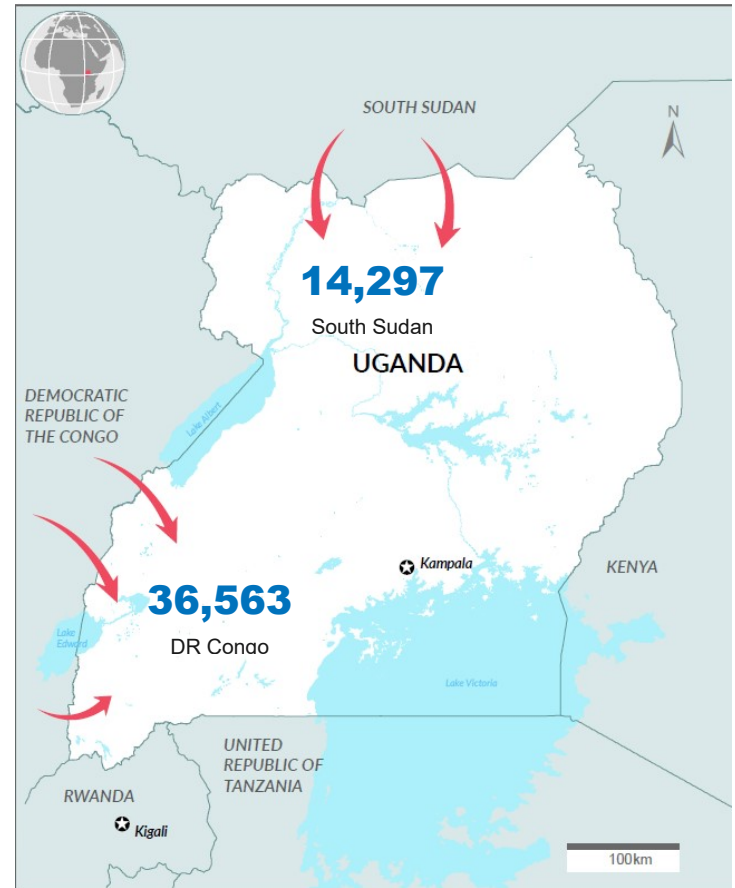 SOUTH SUDAN
N
14,297
South Sudan
UGANDA
DEMOCRATIC
REPUBLIC OF
THE CONGO
Lake Albert
Kampala
KENYA
36,563
DR Congo
Lake
Edward
Lake Victoria
UNITED
REPUBLIC OF
TANZANIA
RWANDA
Kigali
100km